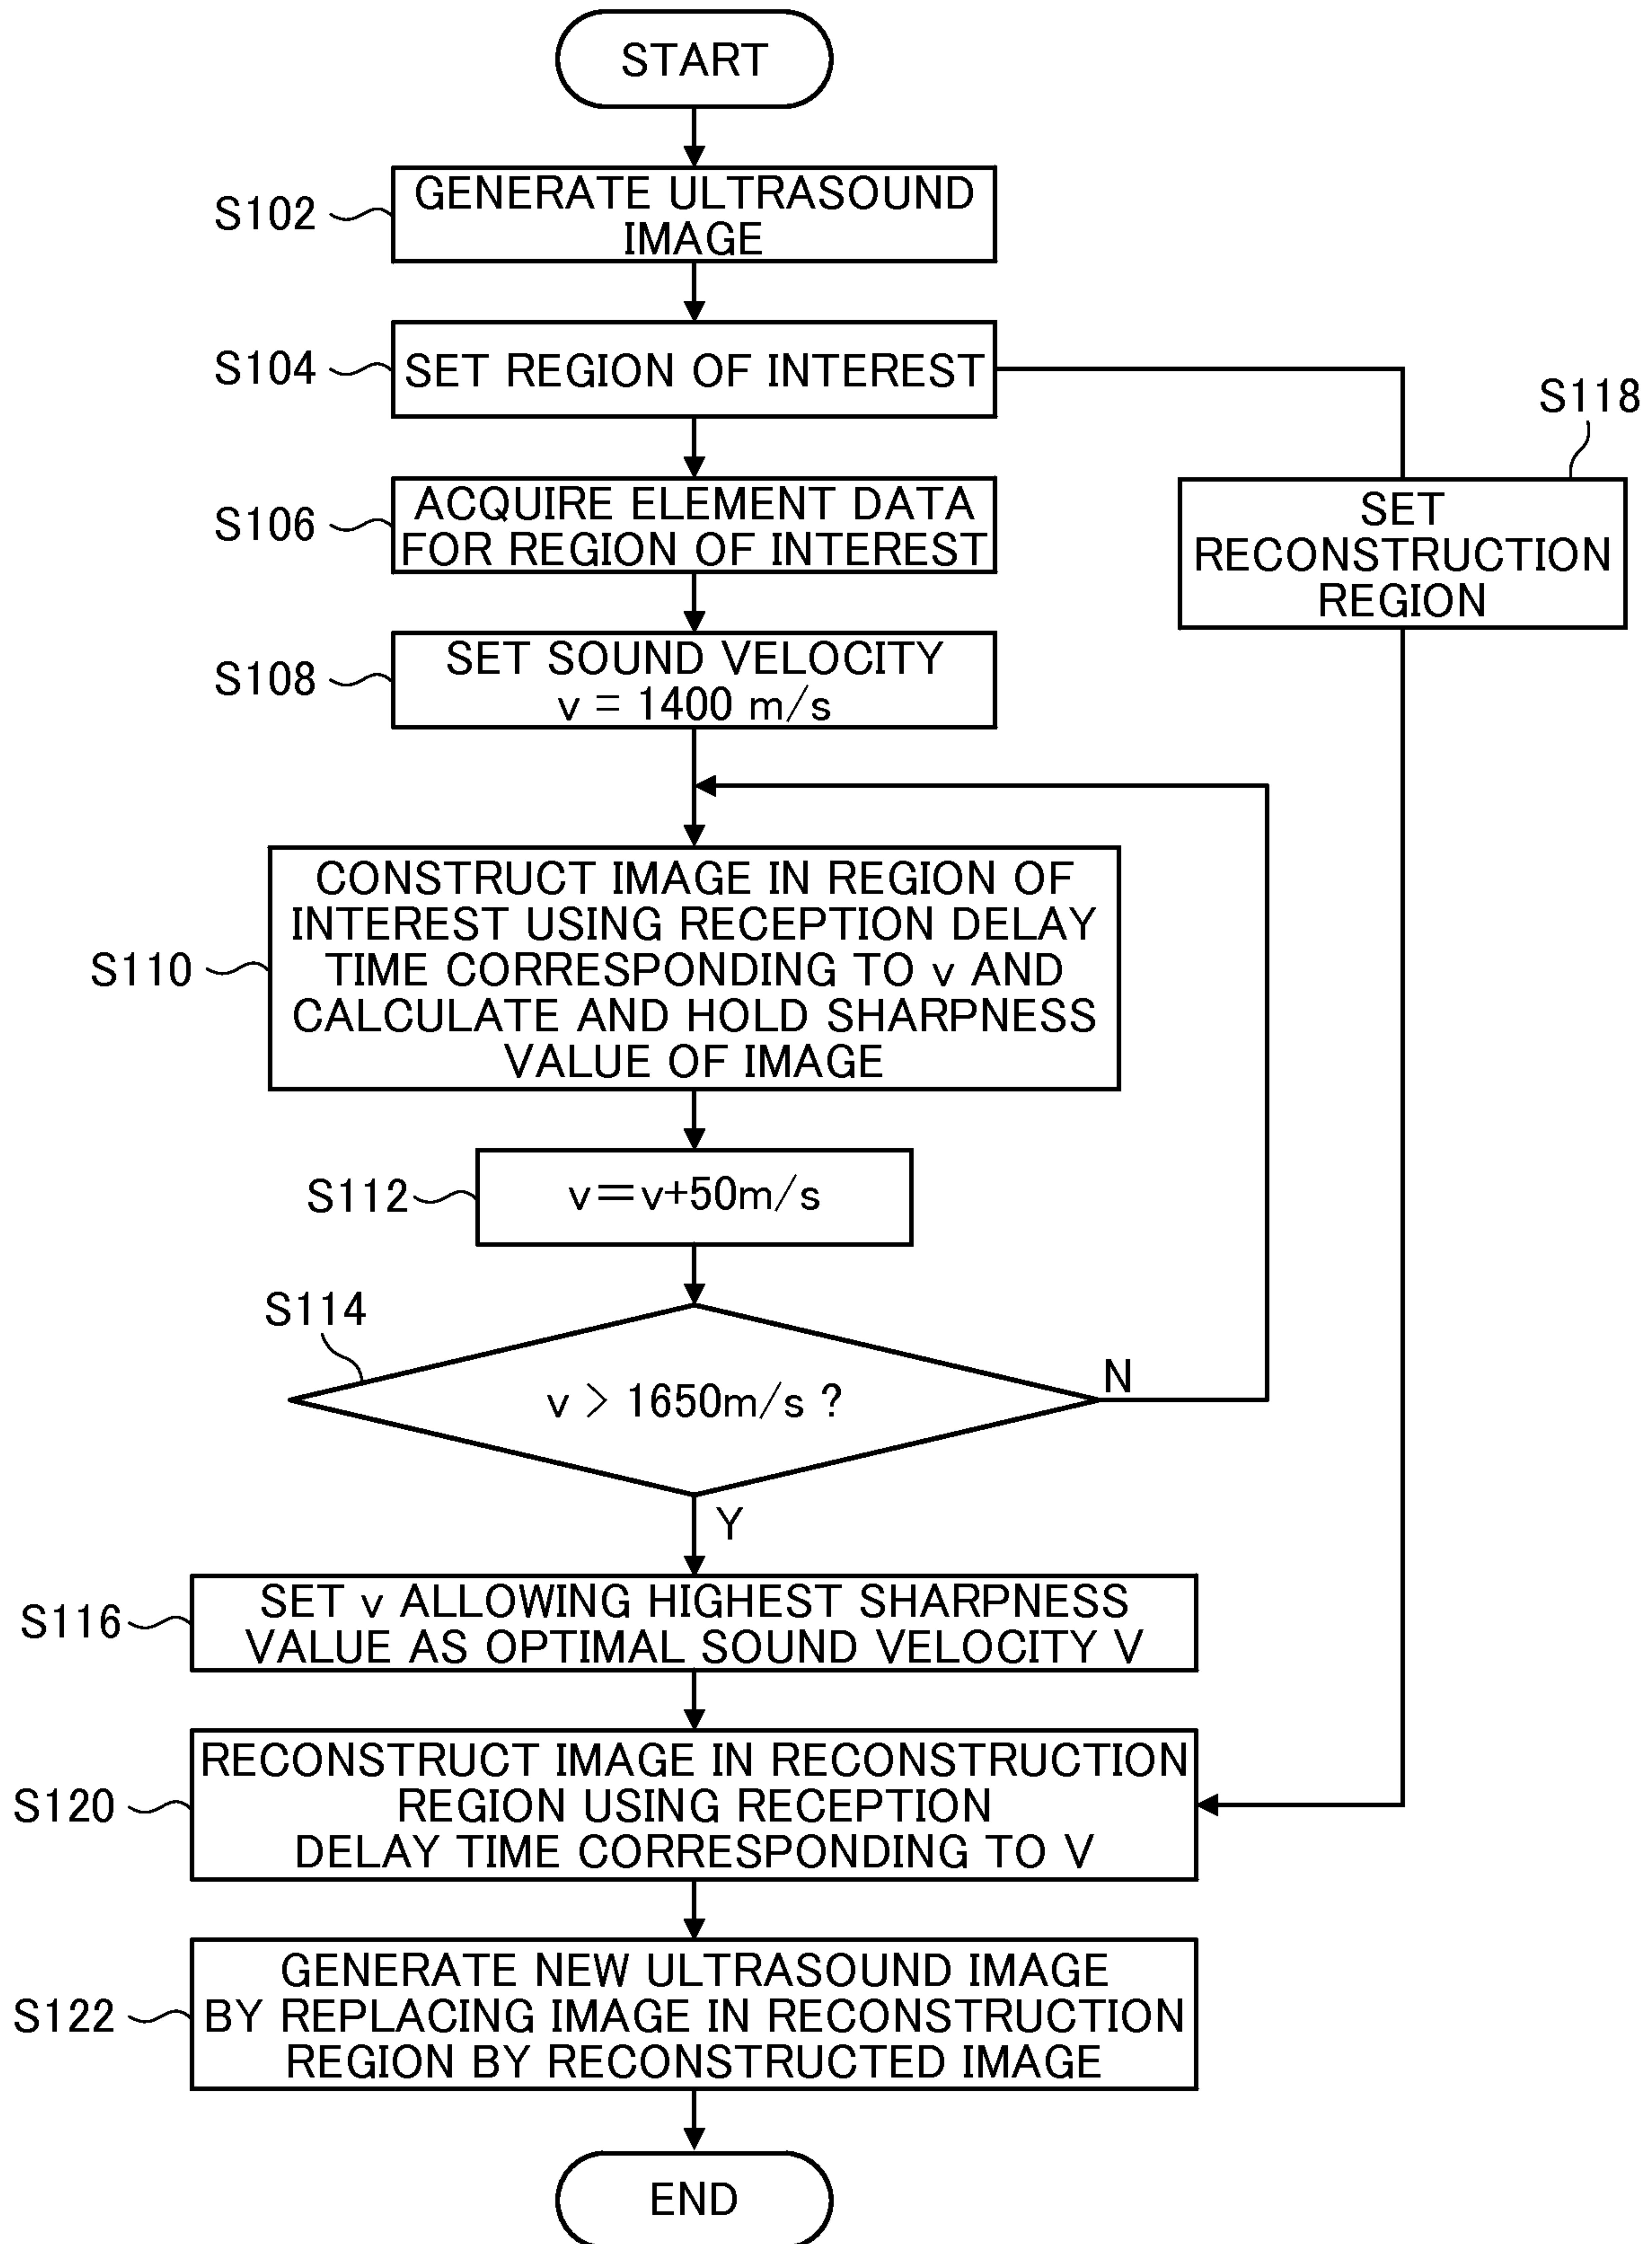 START
S102
GENERATE ULTRASOUND
IMAGE
S104
SET REGION OF INTEREST
S118
SET
RECONSTRUCTION
REGION
S106
ACQUIRE ELEMENT DATA
FOR REGION OF INTEREST
S108
SET SOUND VELOCITY
v = 1400 m/s
S110
CONSTRUCT IMAGE IN REGION OF
INTEREST USING RECEPTION DELAY
TIME CORRESPONDING TO v AND
CALCULATE AND HOLD SHARPNESS
VALUE OF IMAGE
S112
v=v+50m/s
S114
v > 1650m/s ?
N
Y
S116
SET v ALLOWING HIGHEST SHARPNESS
VALUE AS OPTIMAL SOUND VELOCITY V
S120
RECONSTRUCT IMAGE IN RECONSTRUCTION
REGION USING RECEPTION
DELAY TIME CORRESPONDING TO V
S122
GENERATE NEW ULTRASOUND IMAGE
BY REPLACING IMAGE IN RECONSTRUCTION
REGION BY RECONSTRUCTED IMAGE
END